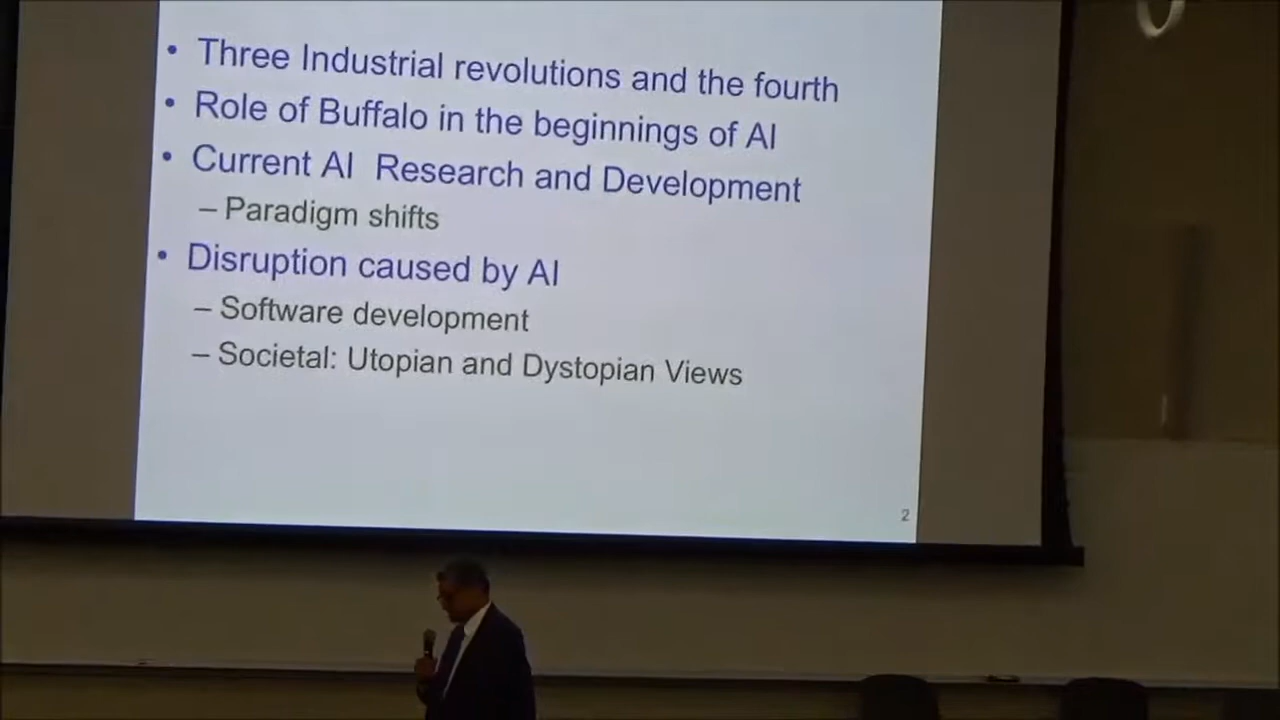 • Three Industrial revolutions and the fourth
• Role of Buffalo in the beginnings of AI
• Current AI Research and Development
– Paradigm shifts
• Disruption caused by AI
– Software development
– Societal: Utopian and Dystopian Views
2